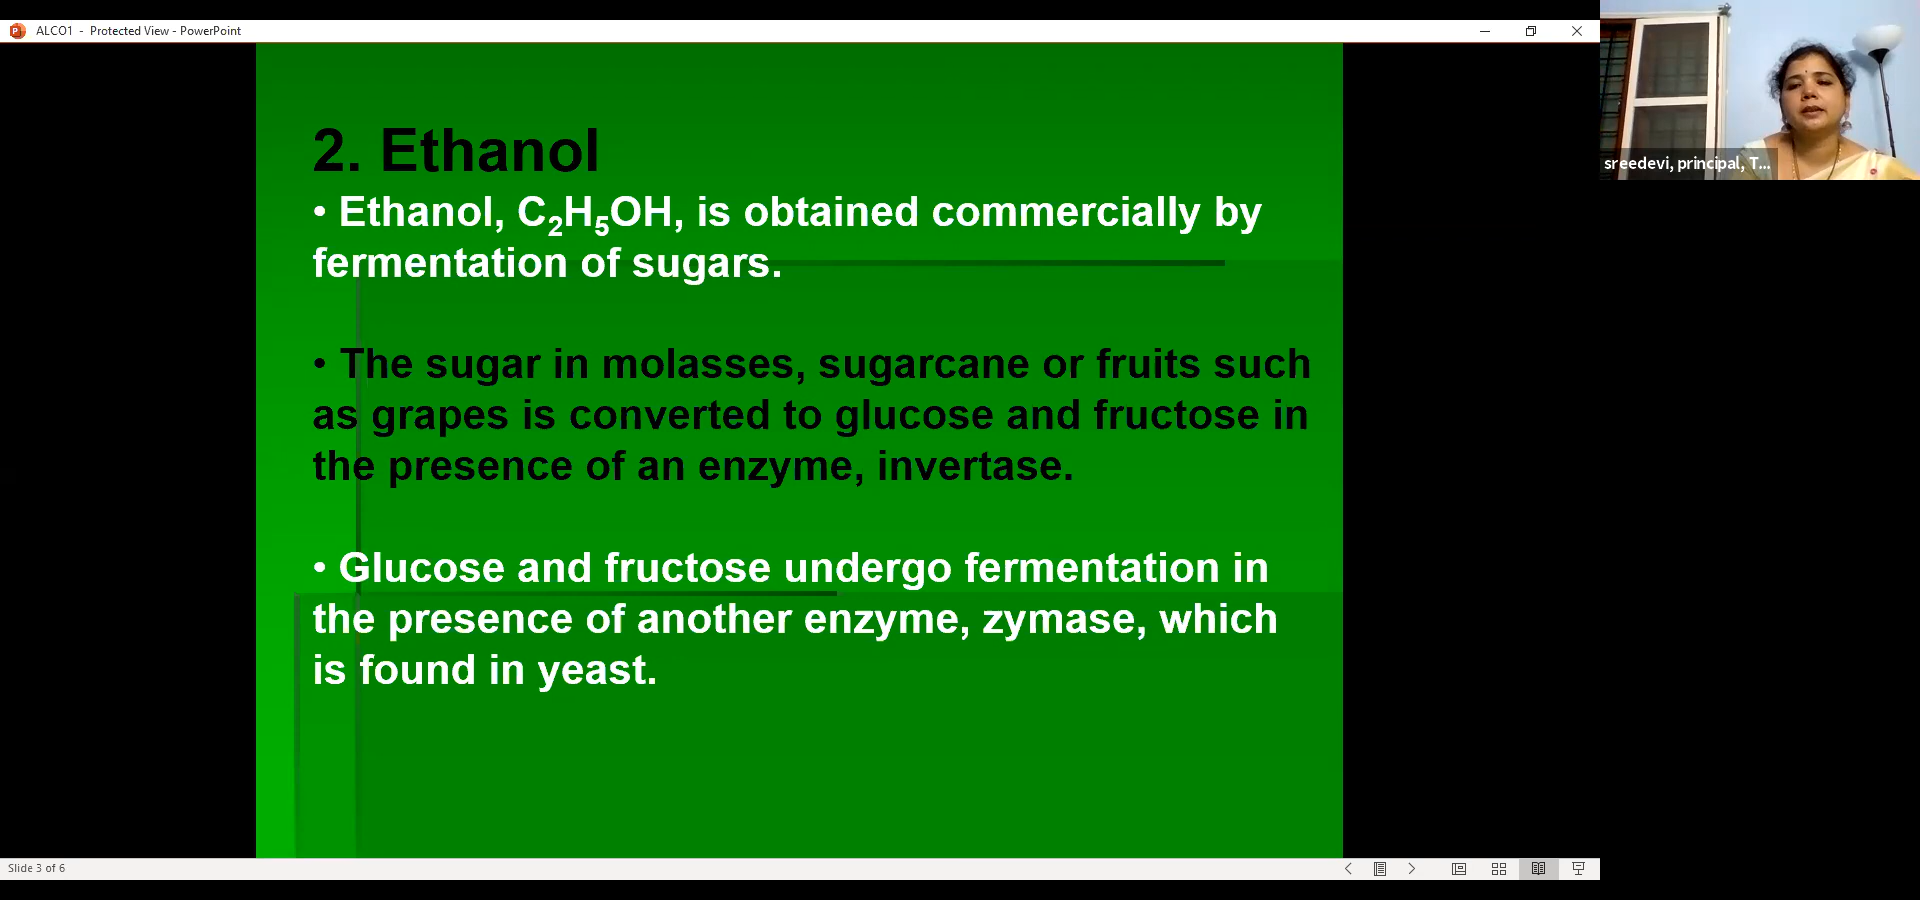 ALCO1 - Protected View - PowerPoint
2. Ethanol
• Ethanol, C₂H₅OH, is obtained commercially by
fermentation of sugars.
• The sugar in molasses, sugarcane or fruits such
as grapes is converted to glucose and fructose in
the presence of an enzyme, invertase.
• Glucose and fructose undergo fermentation in
the presence of another enzyme, zymase, which
is found in yeast.
sreedevi, principal, T...
Slide 3 of 6